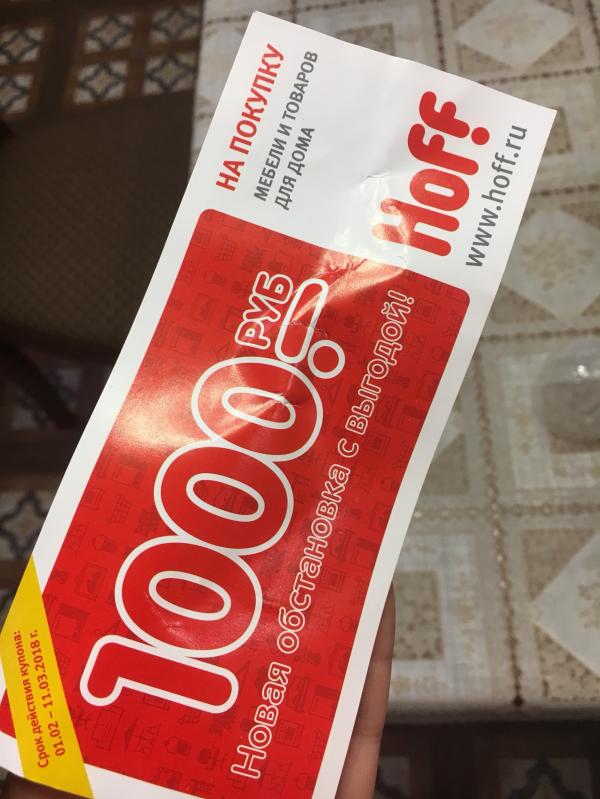 НА ПОКУПКУ
МЕБЕЛИ И ТОВАРОВ
ДЛЯ ДОМА
Hoff
www.hoff.ru
1000 РУБ
Новая обстановка с выгодой!
Срок действия купона:
01.02 – 11.03.2018 г.